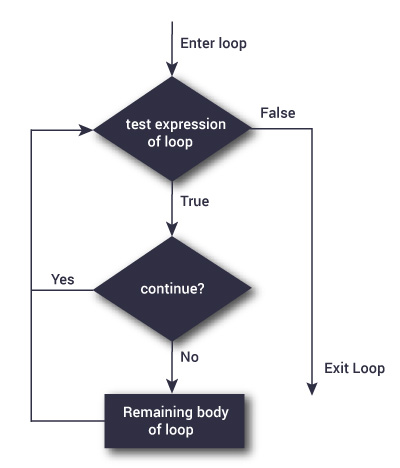 Enter loop
test expression
of loop
False
True
continue?
Yes
No
Exit Loop
Remaining body
of loop